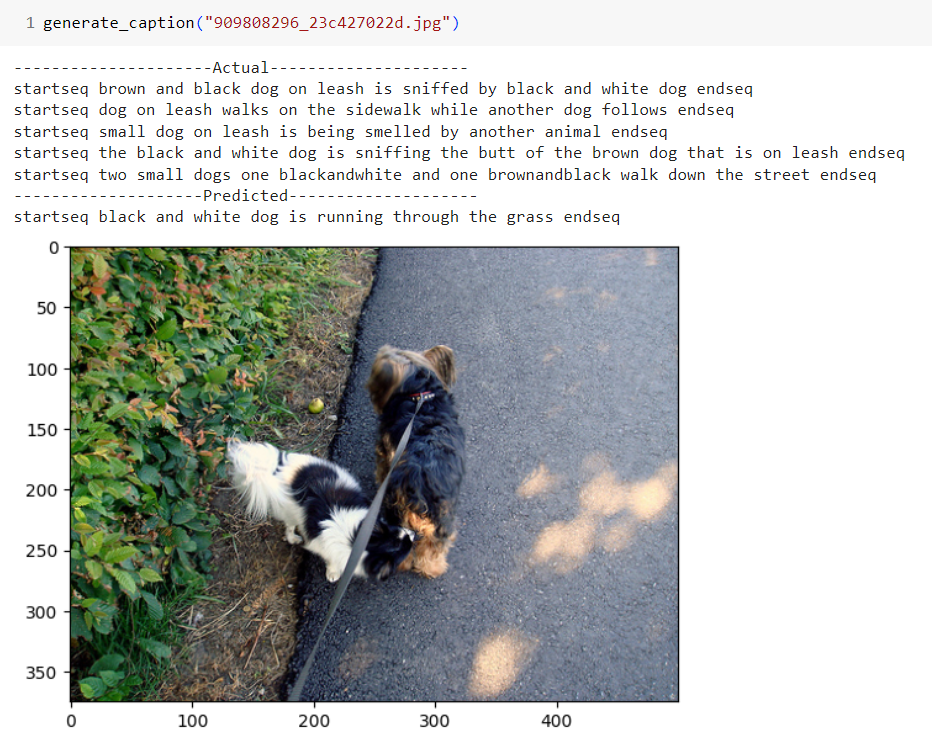 1 generate_caption("909808296_23c427022d.jpg")
---------------------Actual---------------------
startseq brown and black dog on leash is sniffed by black and white dog endseq
startseq dog on leash walks on the sidewalk while another dog follows endseq
startseq small dog on leash is being smelled by another animal endseq
startseq the black and white dog is sniffing the butt of the brown dog that is on leash endseq
startseq two small dogs one blackandwhite and one brownandblack walk down the street endseq
--------------------Predicted--------------------
startseq black and white dog is running through the grass endseq
0
50
100
150
200
250
300
350
0 100 200 300 400